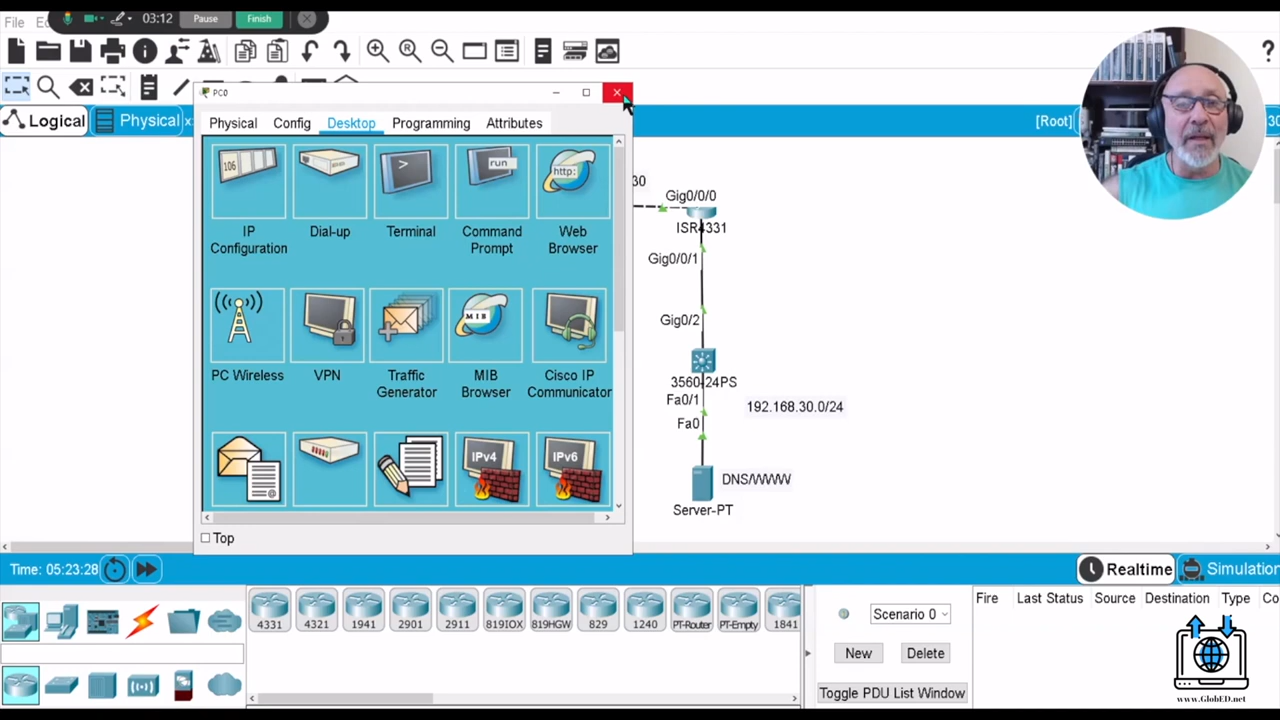 File
03:12
Pause
Finish
?
Logical
Physical
[Root]
PC0
Physical
Config
Desktop
Programming
Attributes
106
>
run
http:
IP
Configuration
Dial-up
Terminal
Command
Prompt
Web
Browser
MIB
PC Wireless
VPN
Traffic
Generator
MIB
Browser
Cisco IP
Communicator
@
IPv4
IPv6
Top
30
Gig0/0/0
ISR4331
Gig0/0/1
Gig0/2
3560-24PS
Fa0/1
192.168.30.0/24
Fa0
DNS/WWW
Server-PT
Time: 05:23:28
Realtime
Simulation
4331
4321
1941
2901
2911
819IOX
819HGW
829
1240
PT-Router
PT-Empty
1841
Scenario 0
New
Delete
Toggle PDU List Window
Fire
Last Status
Source
Destination
Type
Co
www.GlobED.net